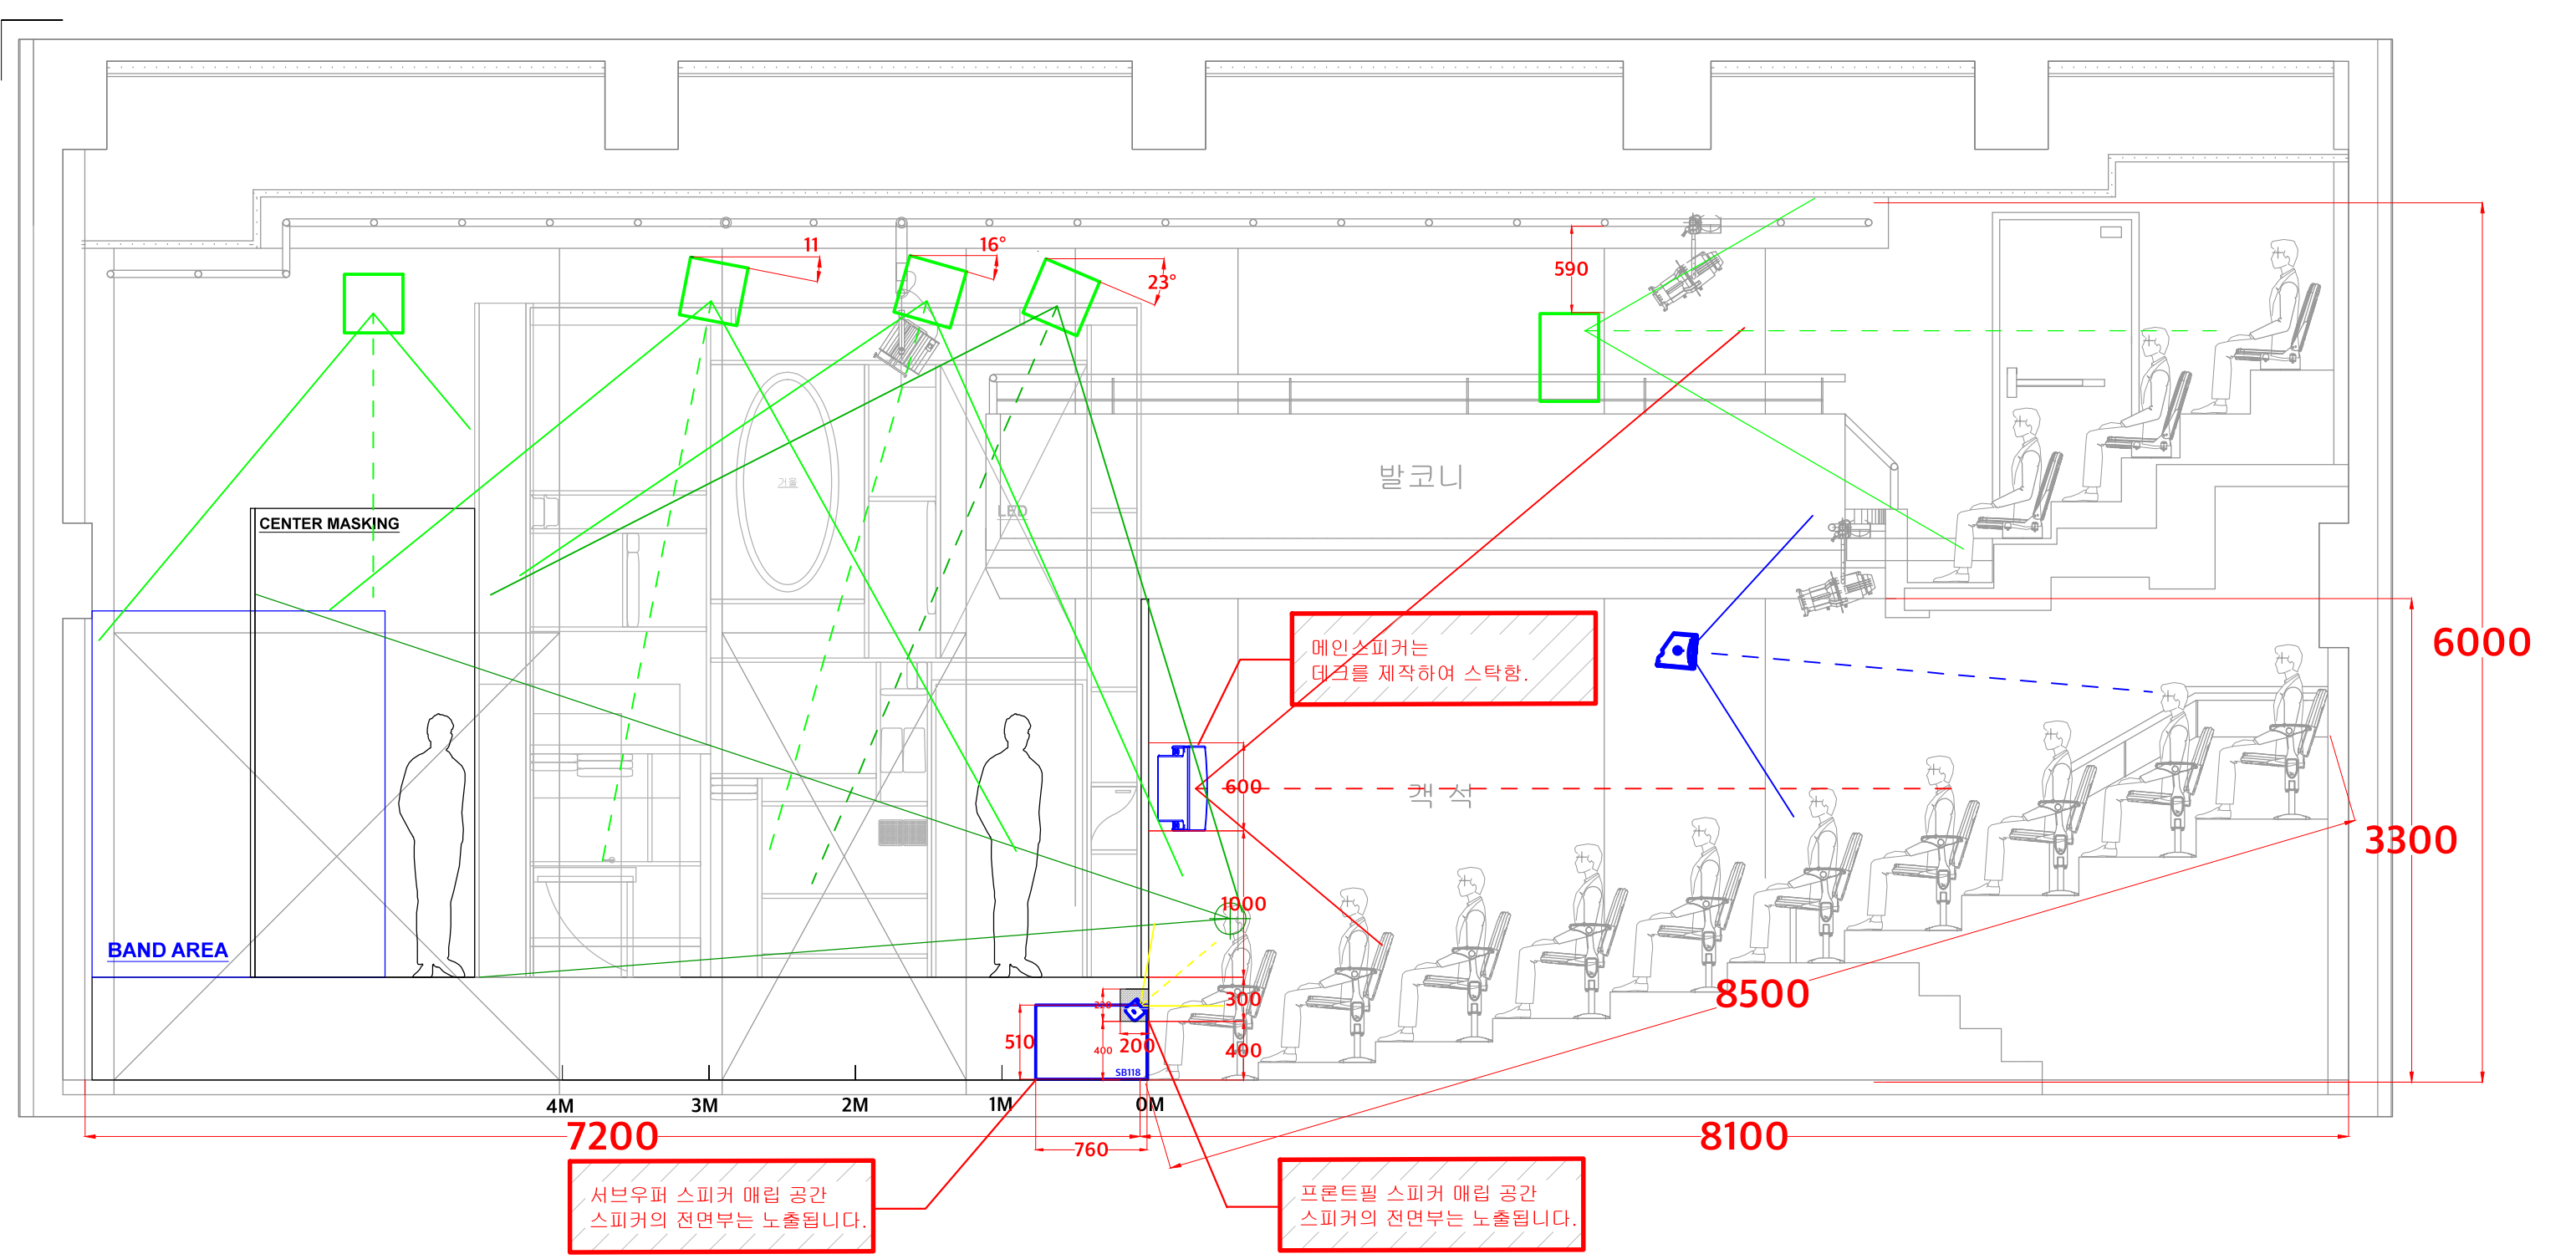 11
16°
23°
590
거울
발코니
LED
CENTER MASKING
6000
메인스피커는
데크를 제작하여 스탁함.
600
객 석
3300
1000
BAND AREA
8500
300
220
510
400
200
400
SB118
4M
3M
2M
1M
0M
7200
8100
760
서브우퍼 스피커 매립 공간
스피커의 전면부는 노출됩니다.
프론트필 스피커 매립 공간
스피커의 전면부는 노출됩니다.